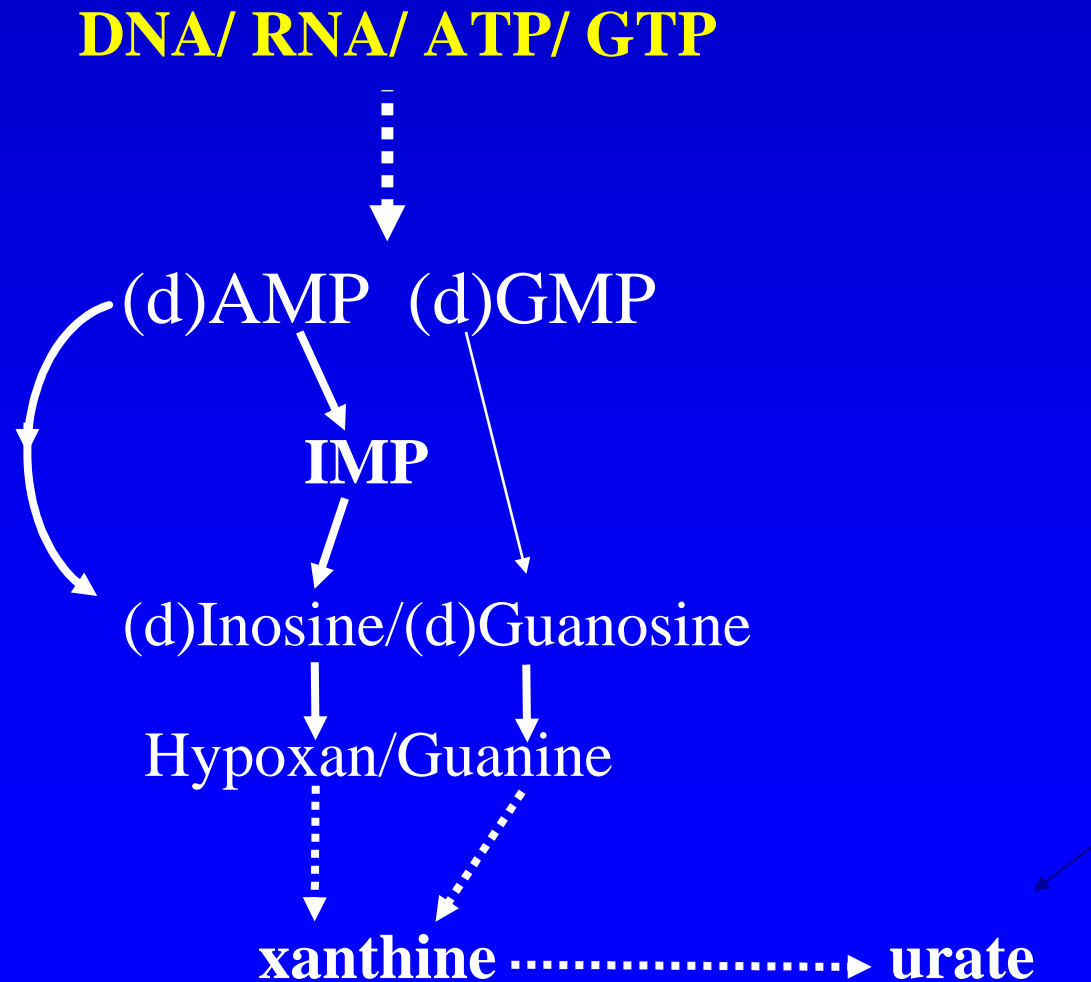 DNA/ RNA/ ATP/ GTP
(d)AMP (d)GMP
IMP
(d)Inosine/(d)Guanosine
Hypoxan/Guanine
xanthine urate